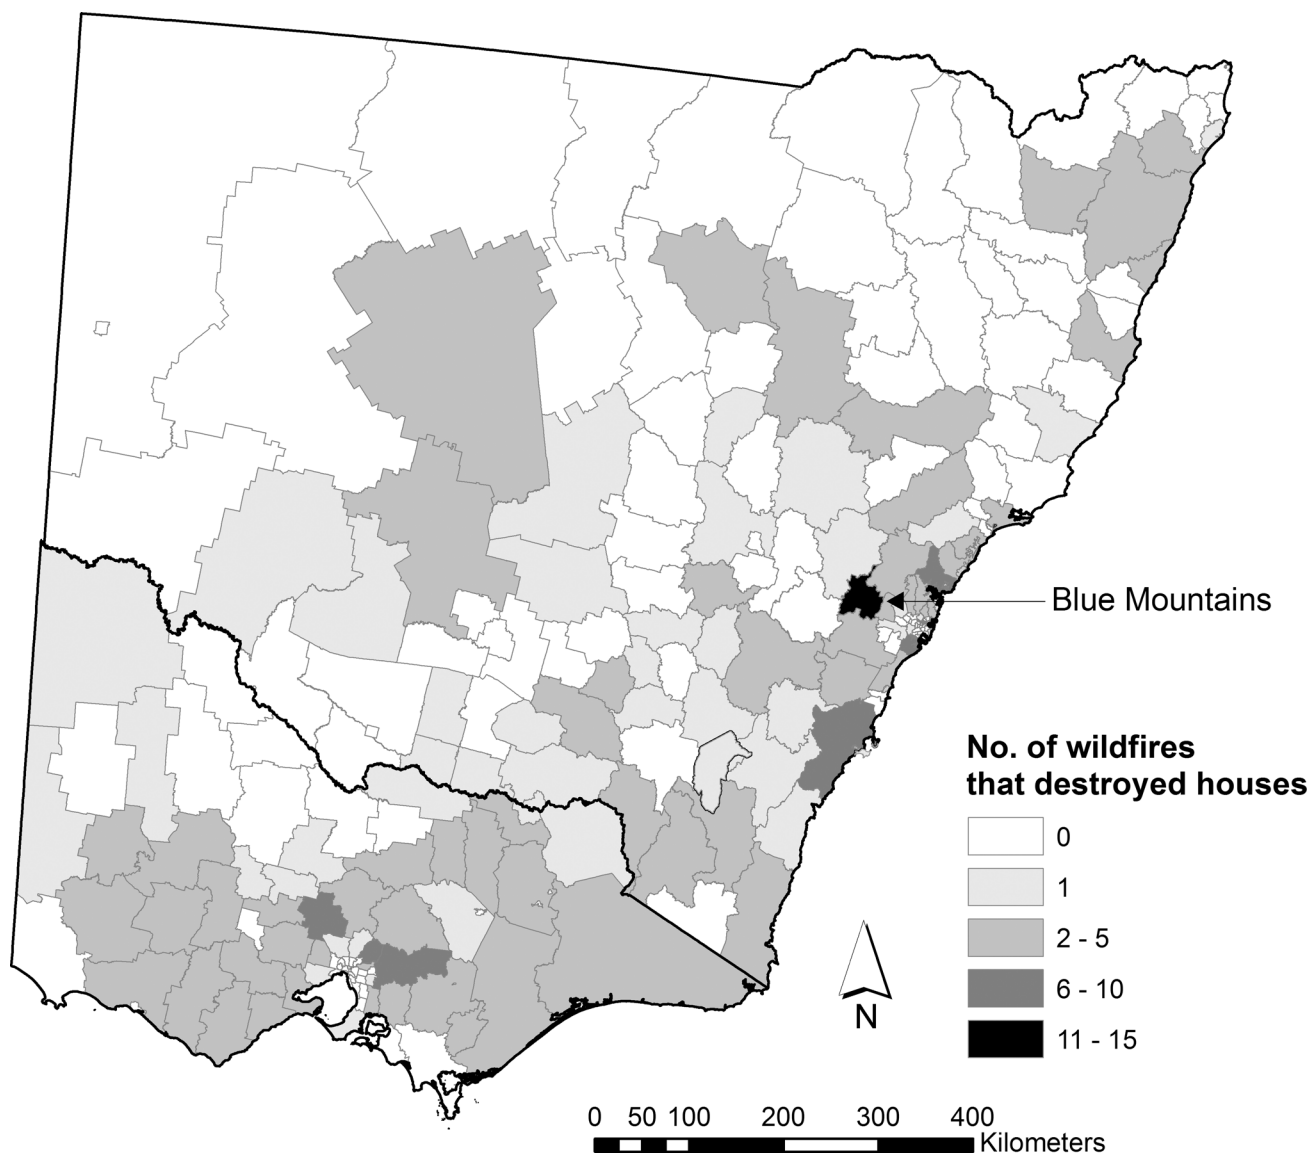 Blue Mountains
No. of wildfires
that destroyed houses
0
1
2 - 5
6 - 10
11 - 15
N
0 50 100 200 300 400
Kilometers